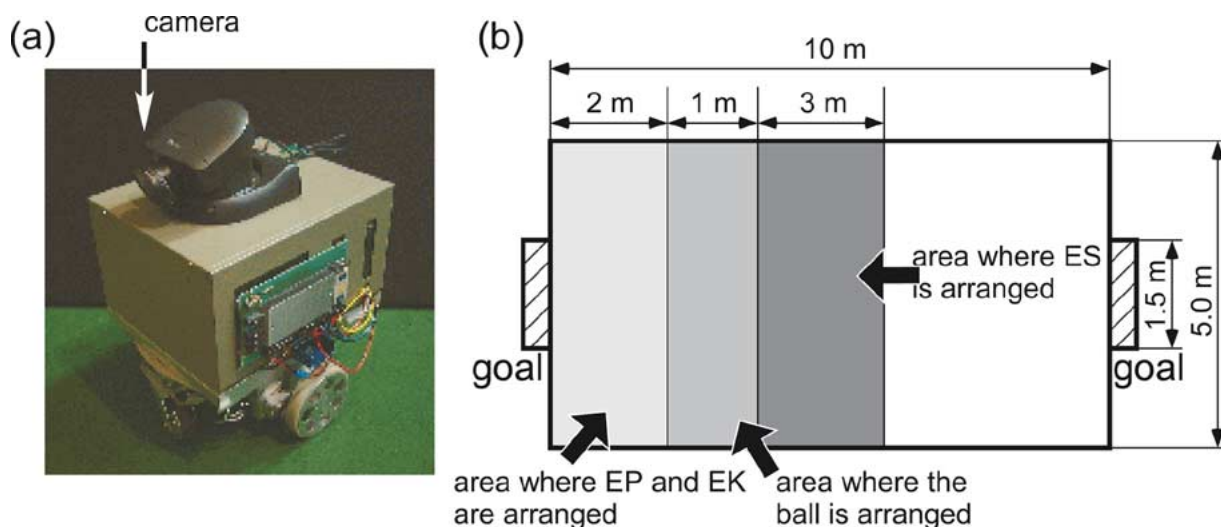 (a)
camera
(b)
10 m
2 m
1 m
3 m
area where ES
is arranged
1.5 m
5.0 m
goal
goal
area where EP and EK
are arranged
area where the
ball is arranged